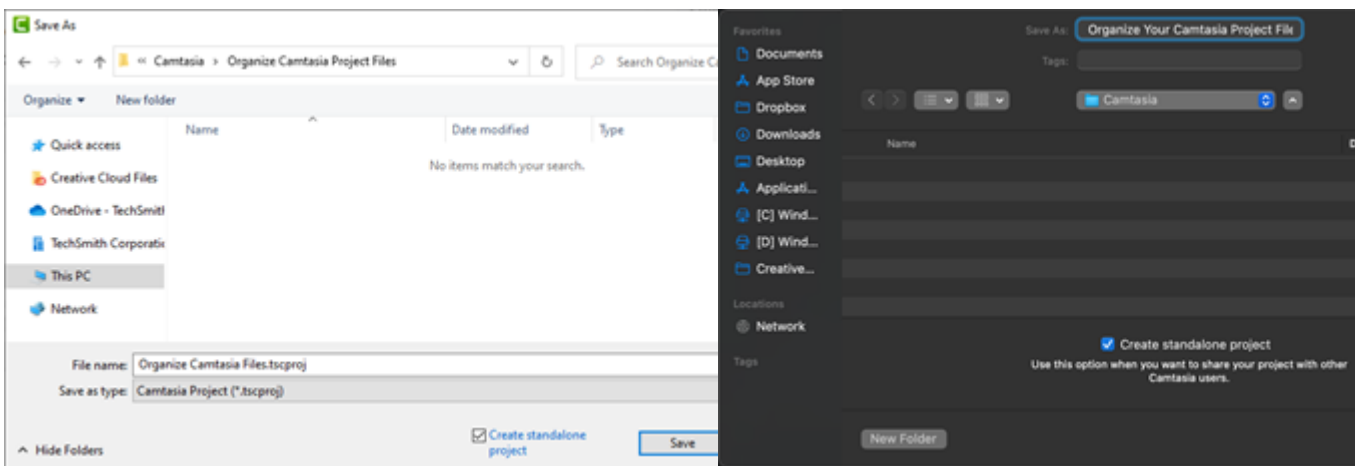 Save As
« Camtasia › Organize Camtasia Project Files
Search Organize
Organize
New folder
Name
Date modified
Type
No items match your search.
Quick access
Creative Cloud Files
OneDrive - TechSmith
TechSmith Corporatio
This PC
Network
File name: Organize Camtasia Files.tscproj
Save as type: Camtasia Project (*.tscproj)
Hide Folders
Create standalone
project
Save
Favorites
Documents
App Store
Dropbox
Downloads
Desktop
Applicati...
[C] Wind...
[D] Wind...
Creative...
Locations
Network
Tags
Save As: Organize Your Camtasia Project File
Tags:
Camtasia
Name
Create standalone project
Use this option when you want to share your project with other
Camtasia users.
New Folder